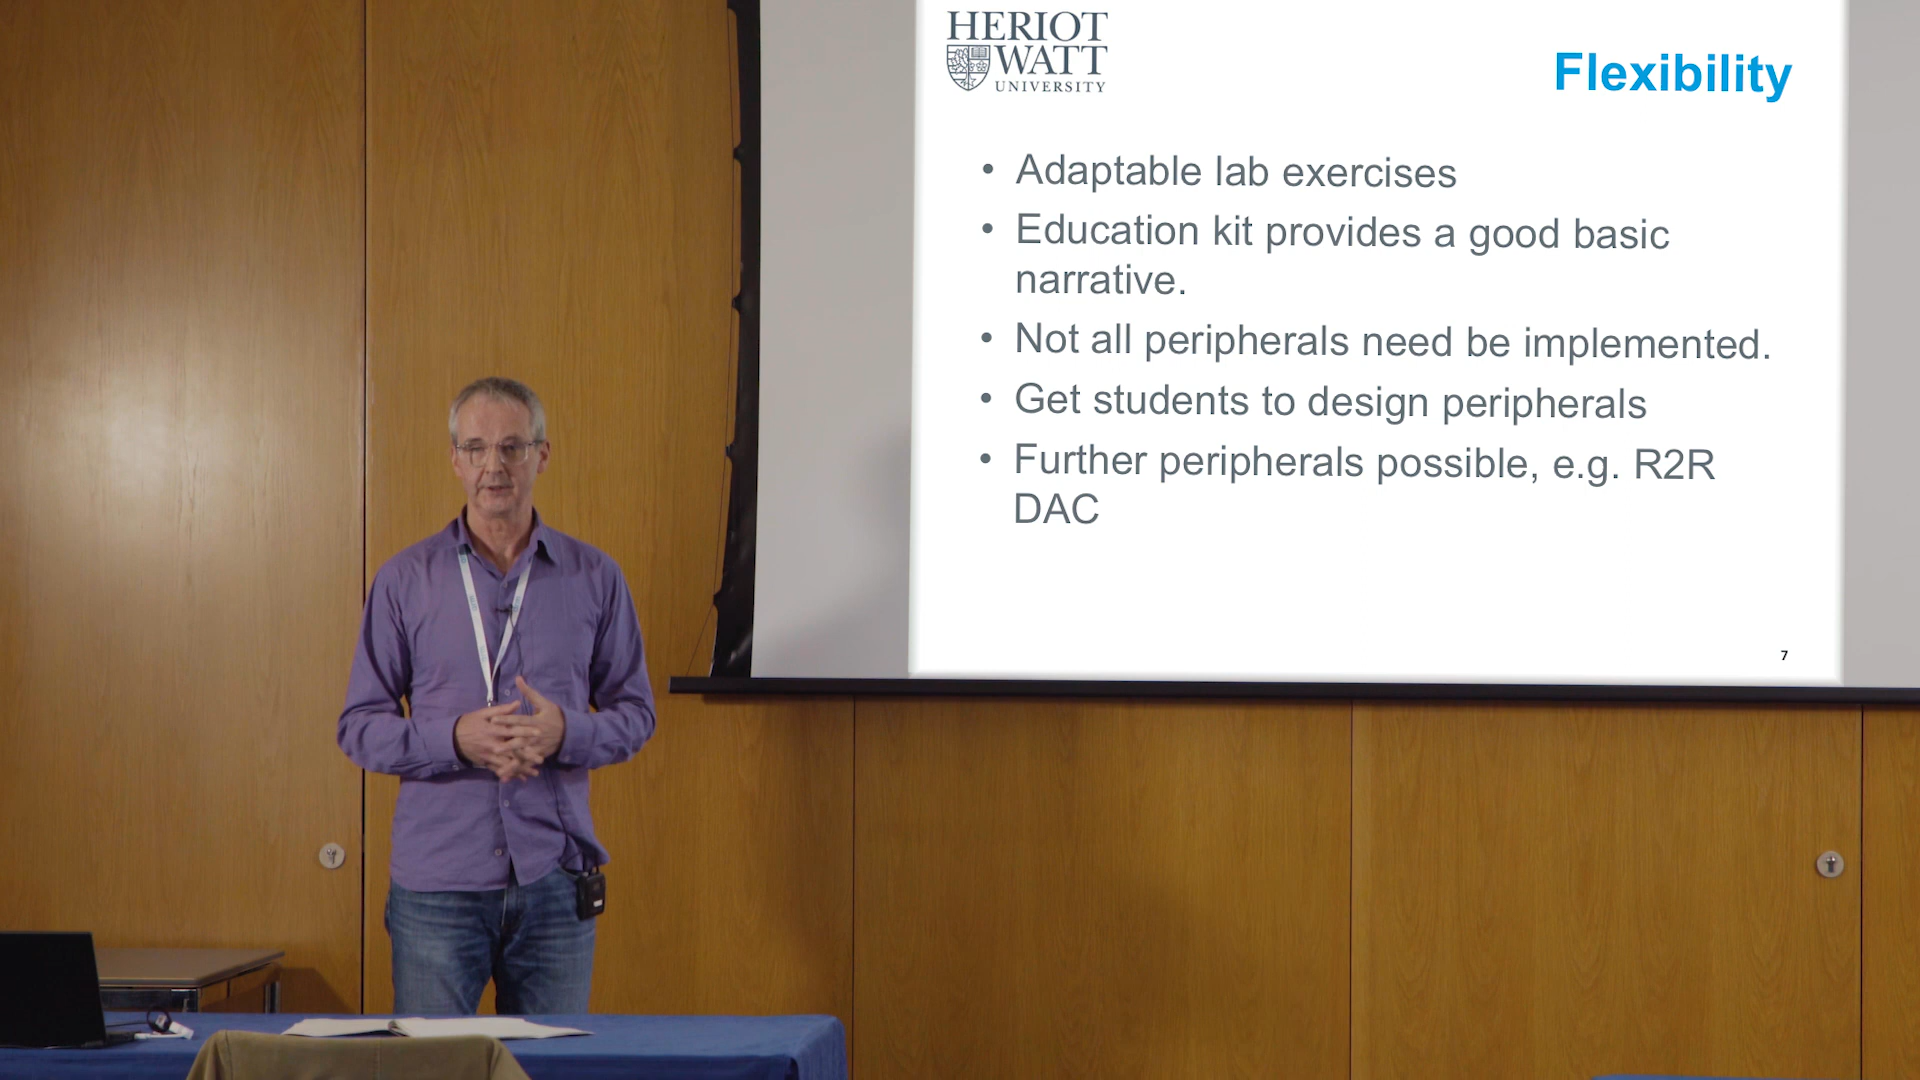 HERIOT
WATT
UNIVERSITY
Flexibility
• Adaptable lab exercises
• Education kit provides a good basic
narrative.
• Not all peripherals need be implemented.
• Get students to design peripherals
• Further peripherals possible, e.g. R2R
DAC
7